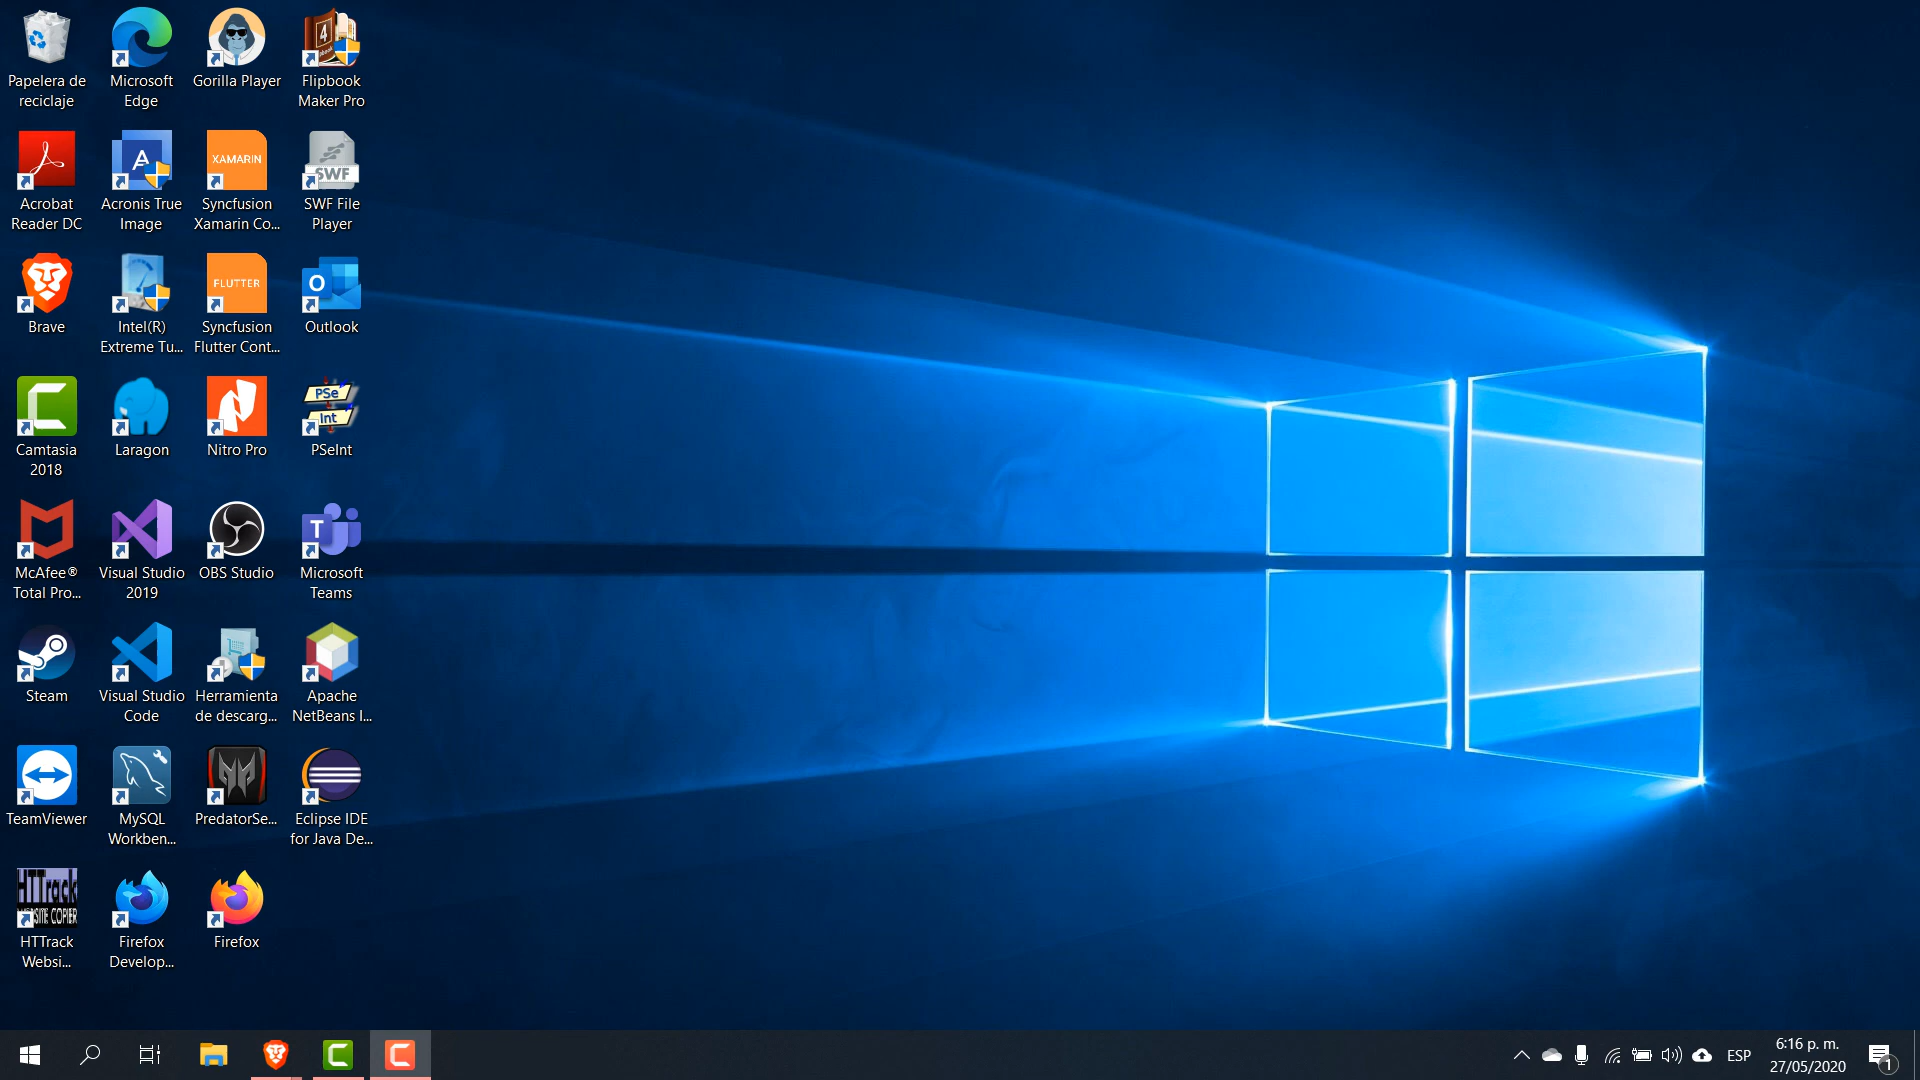 Papelera de
reciclaje
Microsoft
Edge
Gorilla Player
4
Flipbook
Maker Pro
Acrobat
Reader DC
A
Acronis True
Image
XAMARIN
Syncfusion
Xamarin Co...
SWF
SWF File
Player
Brave
Intel(R)
Extreme Tu...
FLUTTER
Syncfusion
Flutter Cont...
O
Outlook
Camtasia
2018
Laragon
Nitro Pro
PSe
Int
PSeInt
McAfee®
Total Pro...
Visual Studio
2019
OBS Studio
T
Microsoft
Teams
Steam
Visual Studio
Code
Herramienta
de descarg...
Apache
NetBeans I...
TeamViewer
MySQL
Workben...
PredatorSe...
Eclipse IDE
for Java De...
HTTrack
WEBSITE COPIER
HTTrack
Websi...
Firefox
Develop...
Firefox
ESP
6:16 p. m.
27/05/2020
1